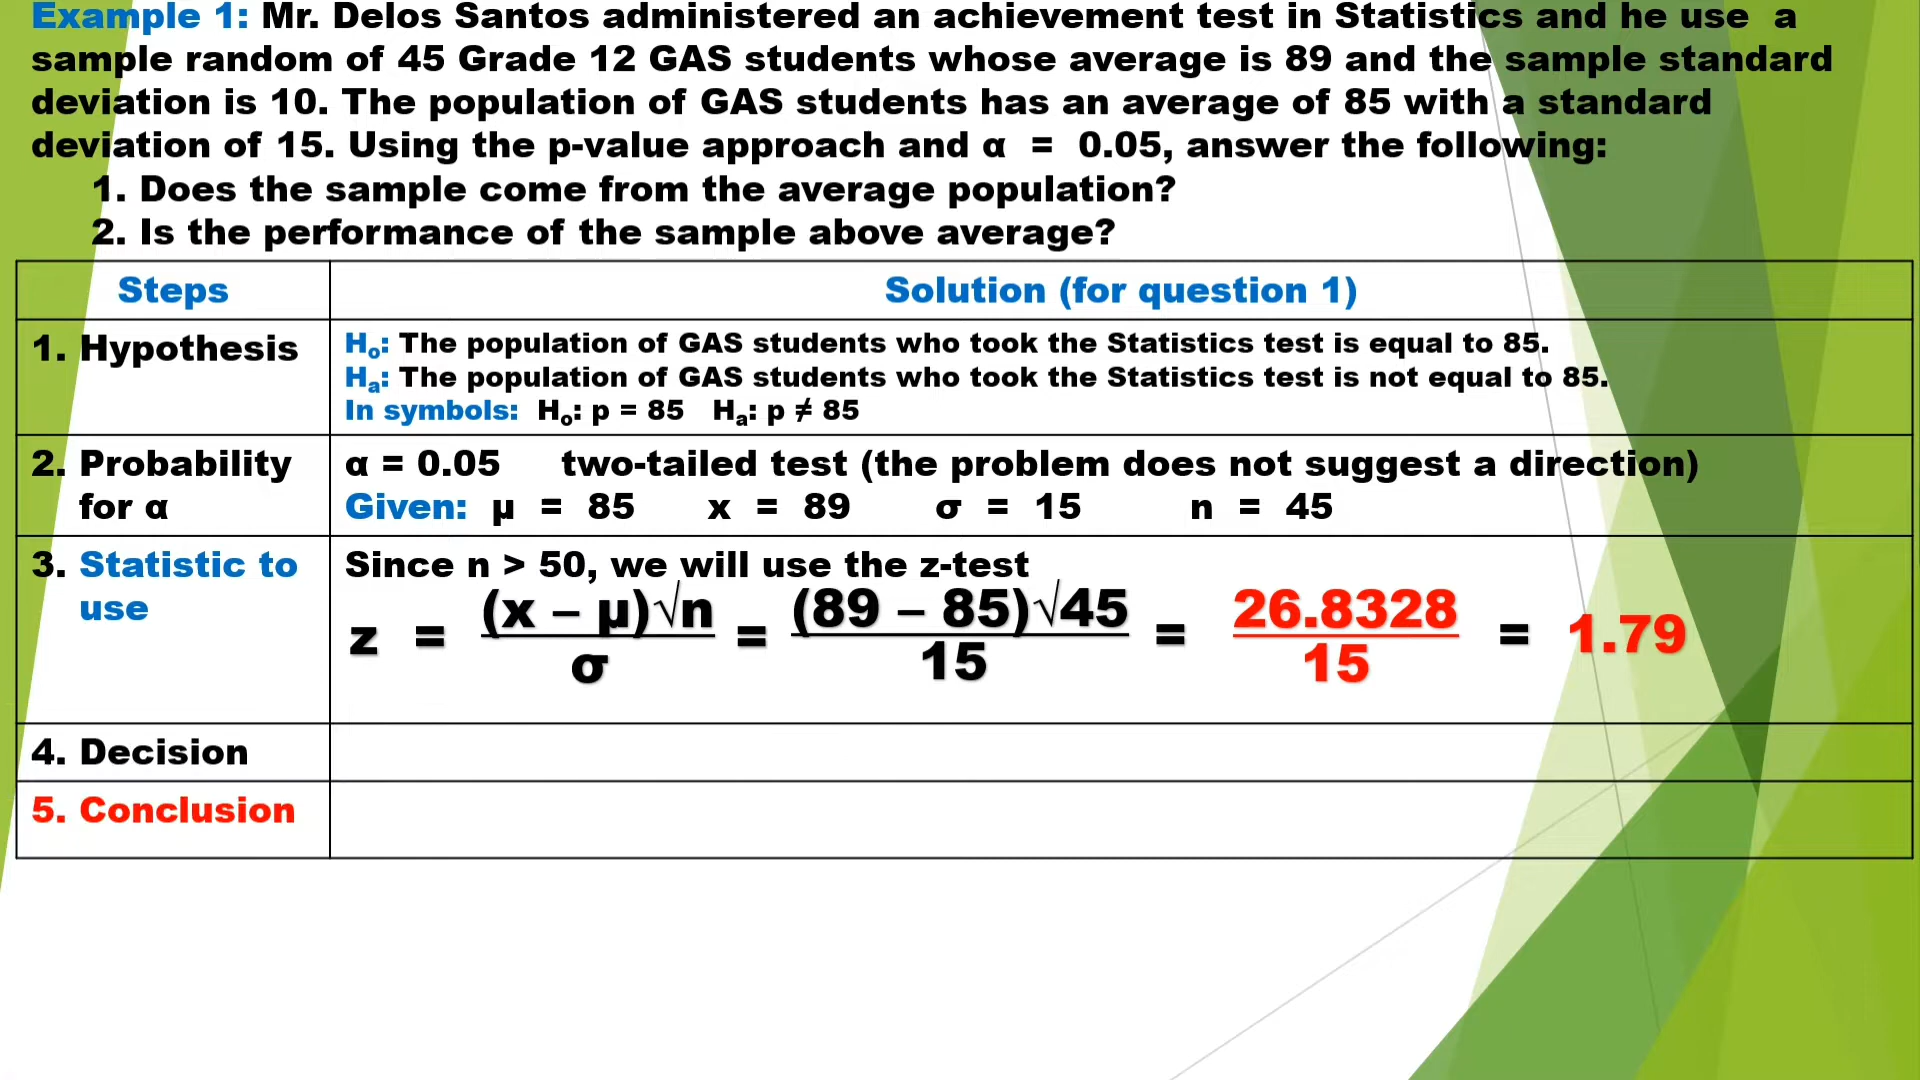 Example 1: Mr. Delos Santos administered an achievement test in Statistics and he use a
sample random of 45 Grade 12 GAS students whose average is 89 and the sample standard
deviation is 10. The population of GAS students has an average of 85 with a standard
deviation of 15. Using the p-value approach and α = 0.05, answer the following:
1. Does the sample come from the average population?
2. Is the performance of the sample above average?
Steps
Solution (for question 1)
1. Hypothesis
Hₒ: The population of GAS students who took the Statistics test is equal to 85.
Hₐ: The population of GAS students who took the Statistics test is not equal to 85.
In symbols: Hₒ: p = 85 Hₐ: p ≠ 85
2. Probability
for α
α = 0.05 two-tailed test (the problem does not suggest a direction)
Given: μ = 85 x = 89 σ = 15 n = 45
3. Statistic to
use
Since n > 50, we will use the z-test
z = (x – μ)√n = (89 – 85)√45 = 26.8328 = 1.79
σ 15 15
4. Decision
5. Conclusion